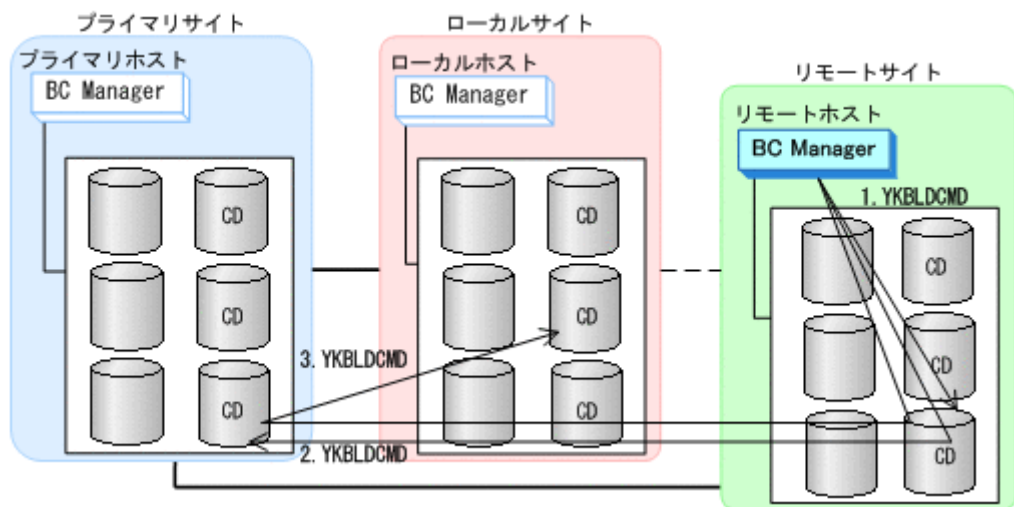 プライマリサイト
プライマリホスト
BC Manager
CD
CD
CD
ローカルサイト
ローカルホスト
BC Manager
CD
CD
CD
リモートサイト
リモートホスト
BC Manager
1.YKBLDCMD
CD
CD
CD
3.YKBLDCMD
2.YKBLDCMD